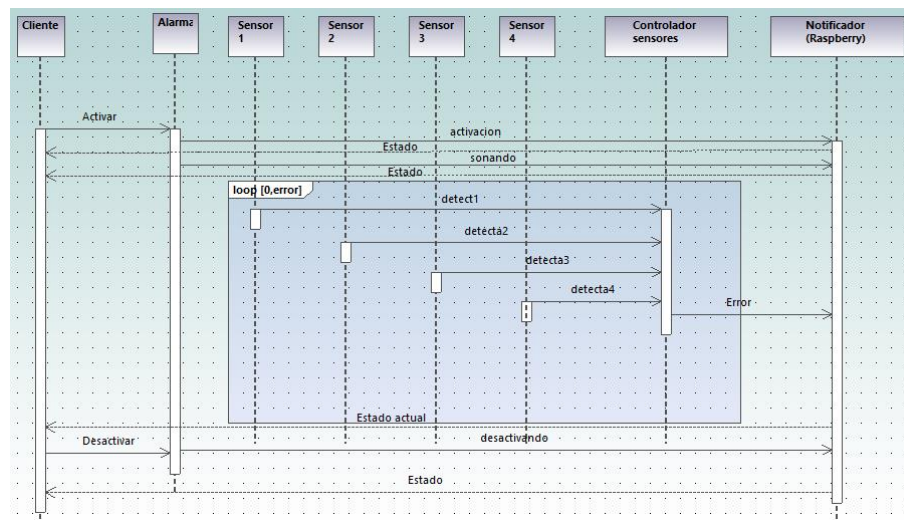 Cliente
Alarma
Sensor
1
Sensor
2
Sensor
3
Sensor
4
Controlador
sensores
Notificador
(Raspberry)
Activar
activacion
Estado
sonando
Estado
loop [0,error]
detect1
detecta2
detecta3
detecta4
Error
Estado actual
Desactivar
desactivando
Estado